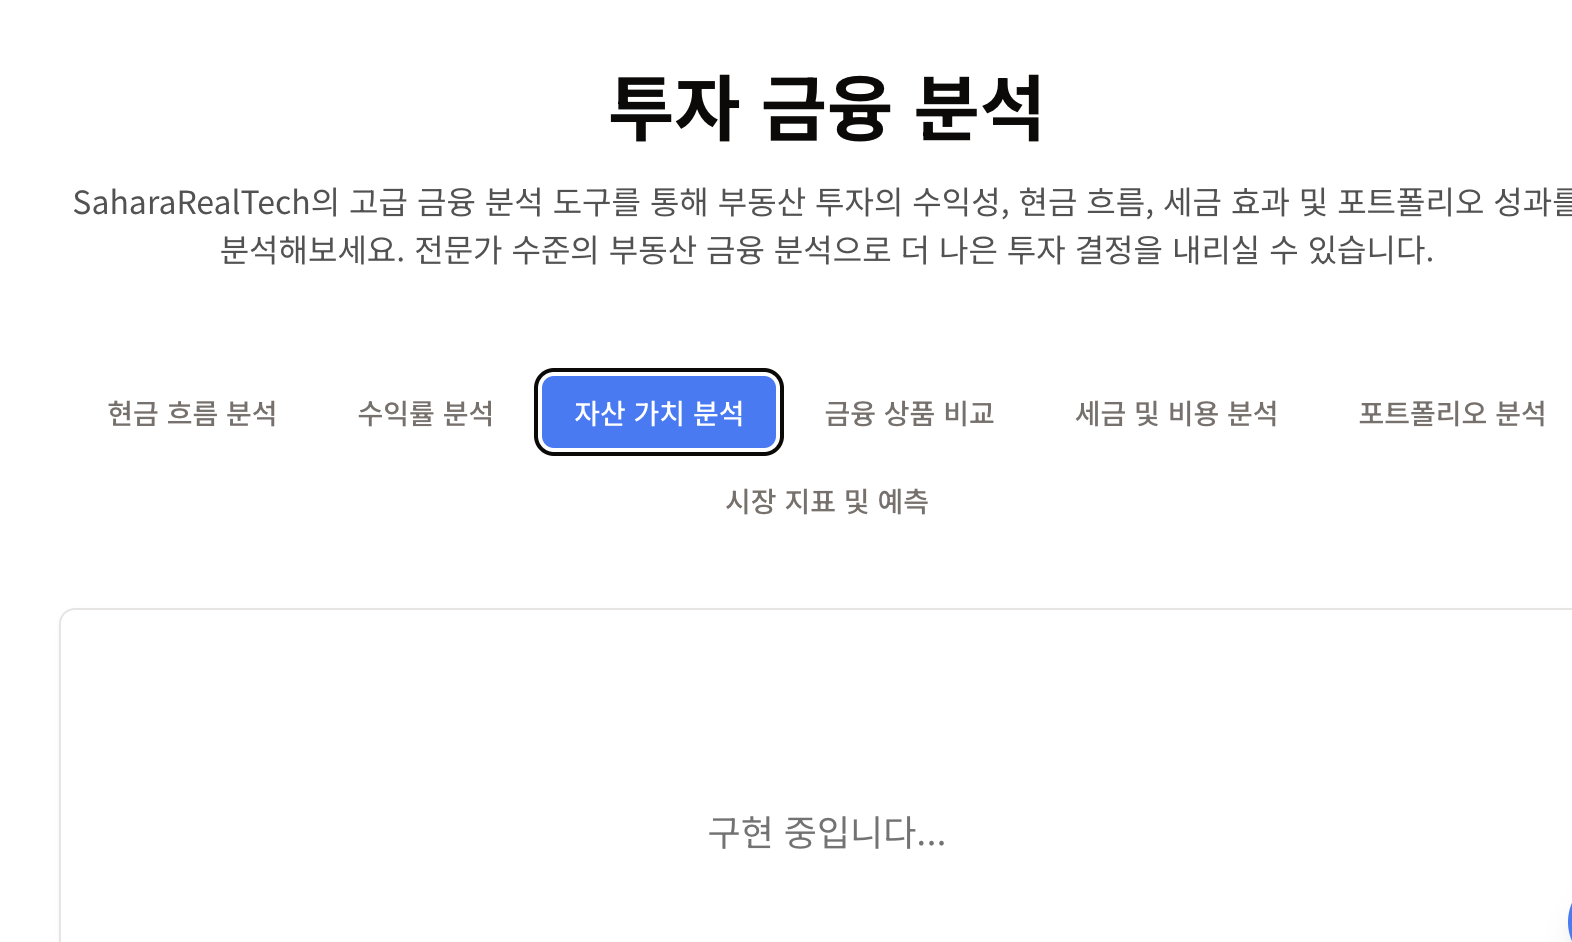 투자 금융 분석
SaharaRealTech의 고급 금융 분석 도구를 통해 부동산 투자의 수익성, 현금 흐름, 세금 효과 및 포트폴리오 성과를
분석해보세요. 전문가 수준의 부동산 금융 분석으로 더 나은 투자 결정을 내리실 수 있습니다.
현금 흐름 분석 수익률 분석 자산 가치 분석 금융 상품 비교 세금 및 비용 분석 포트폴리오 분석
시장 지표 및 예측
구현 중입니다...